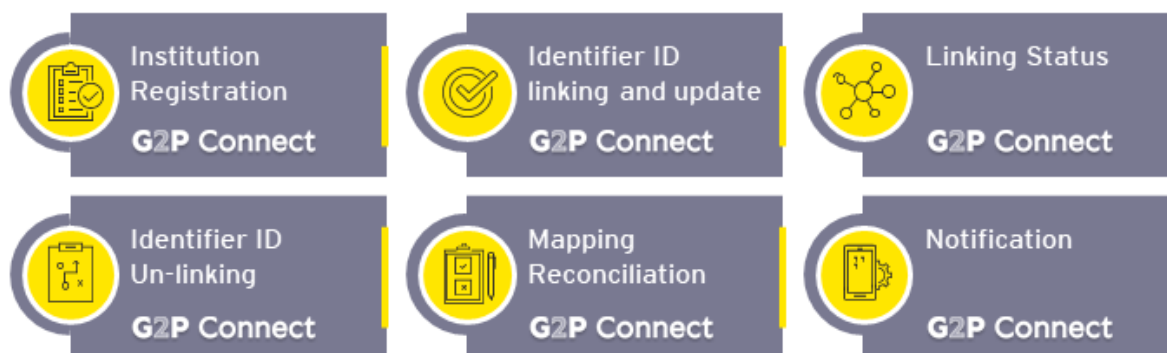 Institution
Registration
G2P Connect
Identifier ID
linking and update
G2P Connect
Linking Status
G2P Connect
Identifier ID
Un-linking
G2P Connect
Mapping
Reconciliation
G2P Connect
Notification
G2P Connect